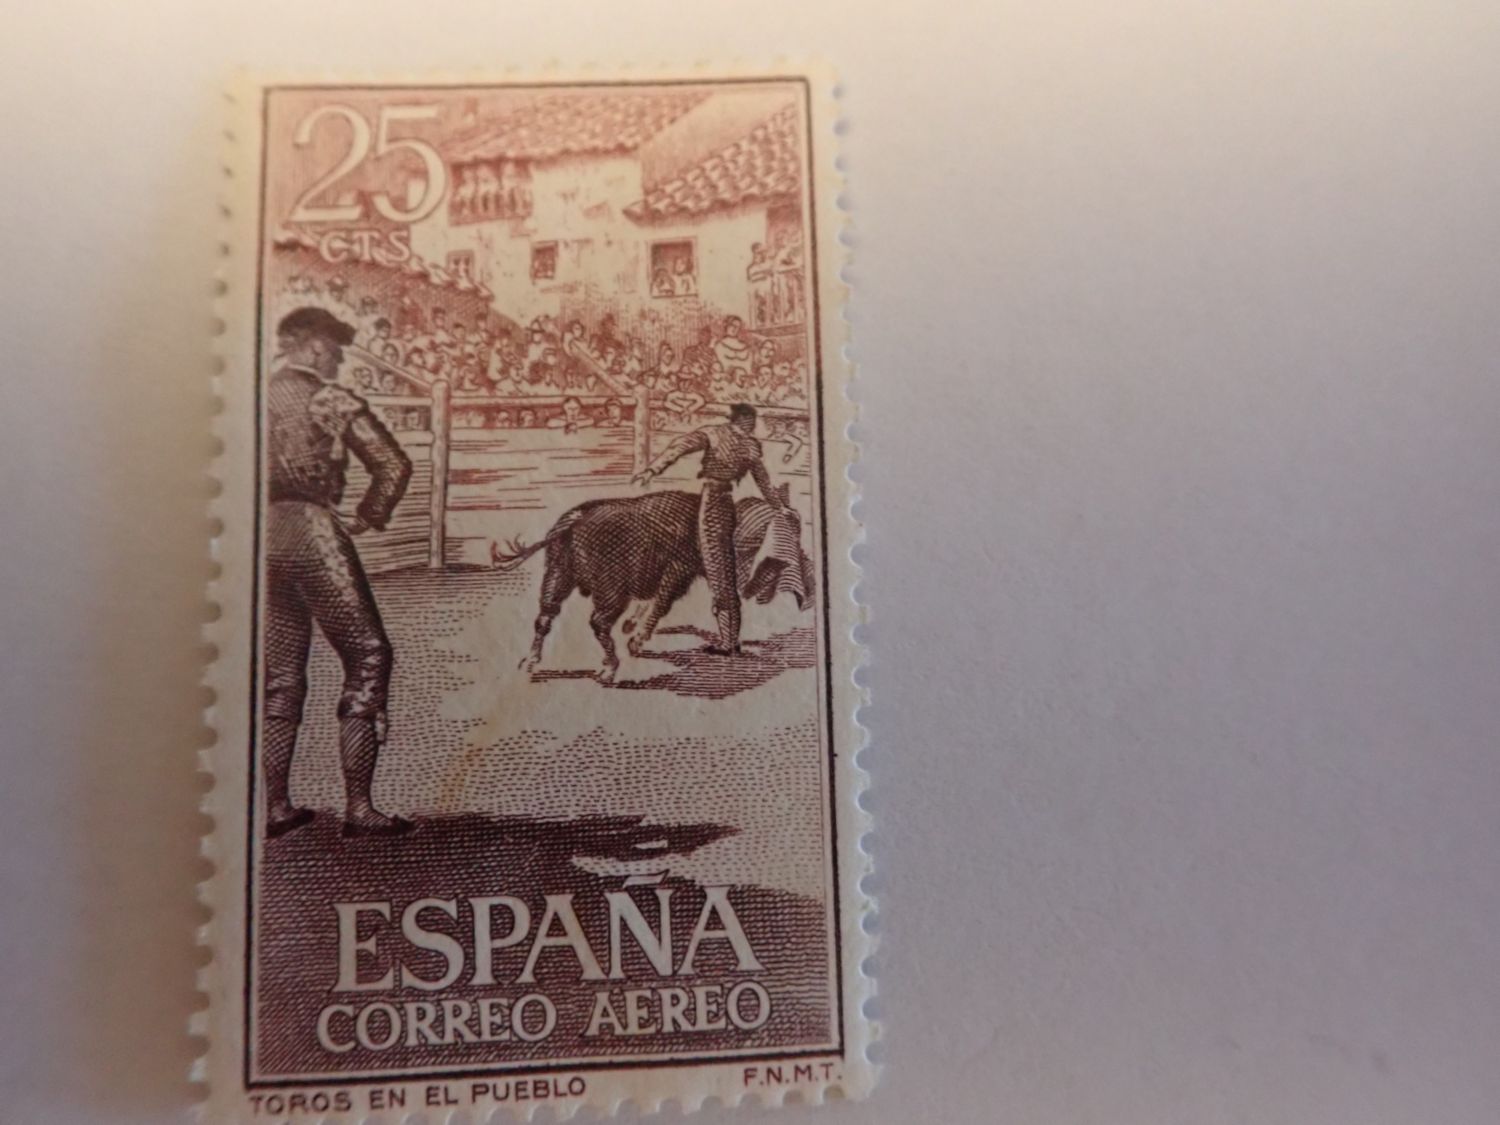 25
CTS.
ESPAÑA
CORREO AEREO
TOROS EN EL PUEBLO
F.N.M.T.